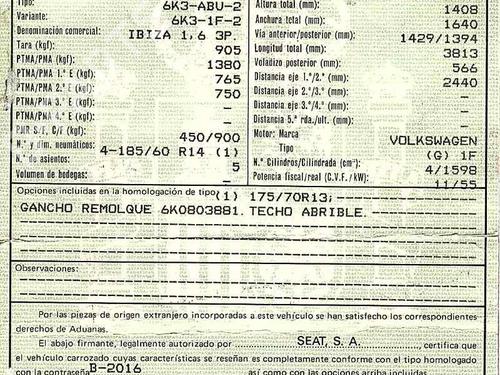 Tipo: 6K3-ABU-2
Variante: 6K3-1F-2
Denominación comercial: IBIZA 1,6 3P.
Tara (kgf): 905
PTMA/PMA (kgf): 1380
PTMA/PMA 1.° E (kgf): 765
PTMA/PMA 2.° E (kgf): 750
PTMA/PMA 3.° E (kgf): –
PTMA/PMA 4.° E (kgf): –
PMR S/F, C/F (kgf): 450/900
N.° y dim. neumáticos: 4-185/60 R14 (1)
N.° de asientos: 5
Volumen de bodegas: –
Altura total (mm): 1408
Anchura total (mm): 1640
Vía anterior/posterior (mm): 1429/1394
Longitud total (mm): 3813
Voladizo posterior (mm): 566
Distancia eje 1.°/2.° (mm): 2440
Distancia eje 2.°/3.° (mm): –
Distancia eje 3.°/4.° (mm): –
Distancia 5.ª rda./ult. (mm): –
Motor: Marca VOLKSWAGEN
Tipo (G) 1F
N.° Cilindros/Cilindrada (cm³): 4/1598
Potencia fiscal/real (C.V.F./kW): 11/55
Opciones incluidas en la homologación de tipo (1) 175/70R13;
GANCHO REMOLQUE 6K0803881. TECHO ABRIBLE.
Observaciones:
Por las piezas de origen extranjero incorporadas a este vehículo se han satisfecho los correspondientes
derechos de Aduanas.
El abajo firmante, legalmente autorizado por SEAT, S. A., certifica que
el vehículo carrozado cuyas características se reseñan es completamente conforme con el tipo homologado
con la contraseña B-2016 así como con las opciones arriba incluidas.